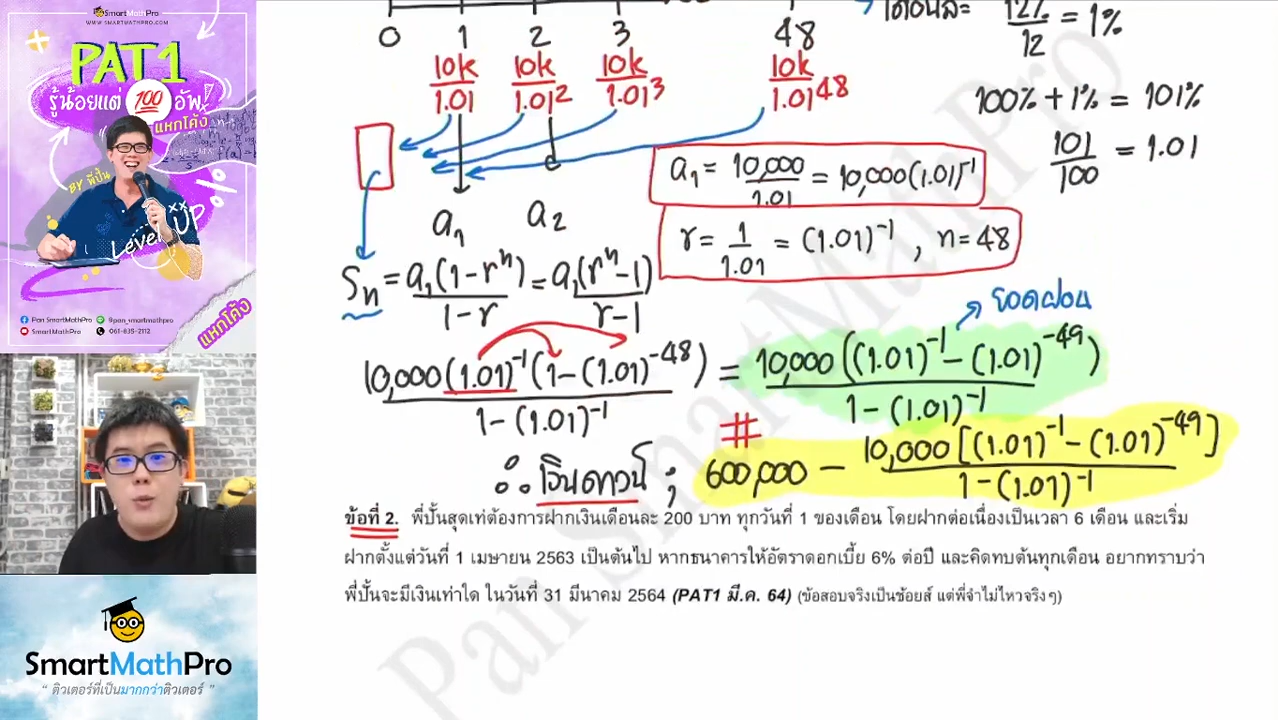 SmartMathPro
WWW.SMARTMATHPRO.COM
PAT1
รู้น้อยแต่ 100 อัพ
แหกโค้ง
BY พี่ปั้น
Level UP
Pan SmartMathPro @pan_smartmathpro
SmartMathPro 061-835-2112
แหกโค้ง
SmartMathPro
“ ติวเตอร์ที่เป็นมากกว่าติวเตอร์ ”
0 1 2 3 48
10k/1.01 10k/1.01² 10k/1.01³ 10k/1.01⁴⁸
เดือนละ 12%/12 = 1%
100% + 1% = 101%
101/100 = 1.01
a₁ = 10,000/1.01 = 10,000(1.01)⁻¹
a₁ a₂
r = 1/1.01 = (1.01)⁻¹ , n = 48
Sₙ = a₁(1-rⁿ)/1-r = a₁(rⁿ-1)/r-1
ยอดผ่อน
10,000(1.01)⁻¹(1-(1.01)⁻⁴⁸)/1-(1.01)⁻¹ = 10,000((1.01)⁻¹-(1.01)⁻⁴⁹)/1-(1.01)⁻¹
#
∴ เงินดาวน์ ; 600,000 - 10,000[(1.01)⁻¹-(1.01)⁻⁴⁹]/1-(1.01)⁻¹
ข้อที่ 2. พี่ปั้นสุดเท่ต้องการฝากเงินเดือนละ 200 บาท ทุกวันที่ 1 ของเดือน โดยฝากต่อเนื่องเป็นเวลา 6 เดือน และเริ่ม
ฝากตั้งแต่วันที่ 1 เมษายน 2563 เป็นต้นไป หากธนาคารให้อัตราดอกเบี้ย 6% ต่อปี และคิดทบต้นทุกเดือน อยากทราบว่า
พี่ปั้นจะมีเงินเท่าใด ในวันที่ 31 มีนาคม 2564 (PAT1 มี.ค. 64) (ข้อสอบจริงเป็นช้อยส์ แต่พี่จำไม่ไหวจริงๆ)
Pan SmartMathPro